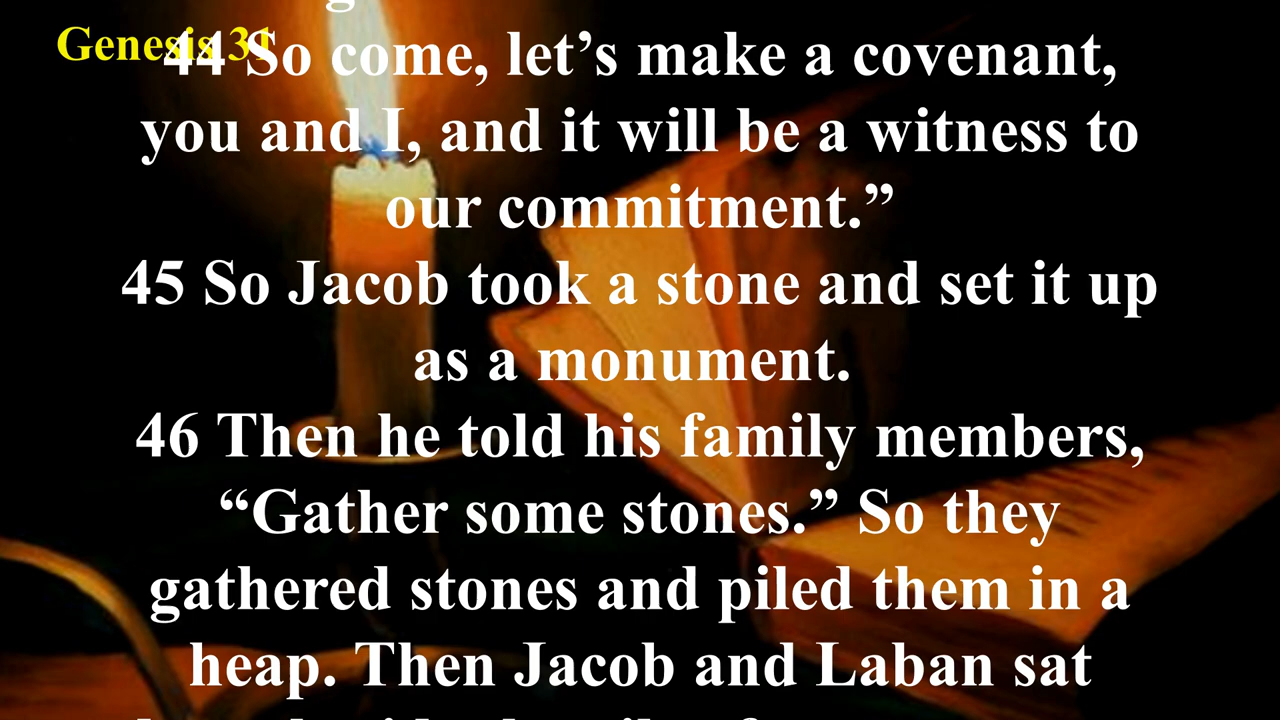 Genesis 31
44 So come, let’s make a covenant,
you and I, and it will be a witness to
our commitment.”
45 So Jacob took a stone and set it up
as a monument.
46 Then he told his family members,
“Gather some stones.” So they
gathered stones and piled them in a
heap. Then Jacob and Laban sat